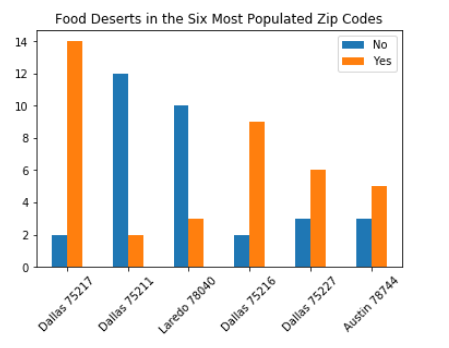 Food Deserts in the Six Most Populated Zip Codes
No
Yes
14
12
10
8
6
4
2
0
Dallas 75217
Dallas 75211
Laredo 78040
Dallas 75216
Dallas 75227
Austin 78744